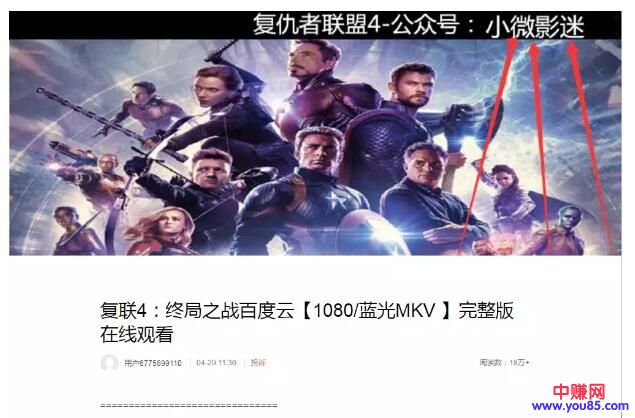 复仇者联盟4-公众号：小微影迷
复联4：终局之战百度云【1080/蓝光MKV 】完整版
在线观看
用户6775899110 | 04-29 11:36 | 投诉 阅读数：18万+
===============================
中赚网
www.you85.com